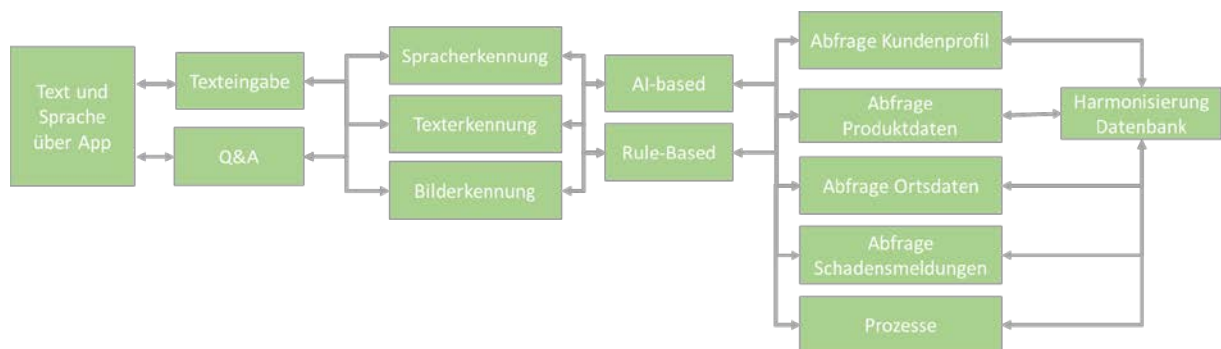 Text und
Sprache
über App
Texteingabe
Q&A
Spracherkennung
Texterkennung
Bilderkennung
AI-based
Rule-Based
Abfrage Kundenprofil
Abfrage
Produktdaten
Abfrage Ortsdaten
Abfrage
Schadensmeldungen
Prozesse
Harmonisierung
Datenbank